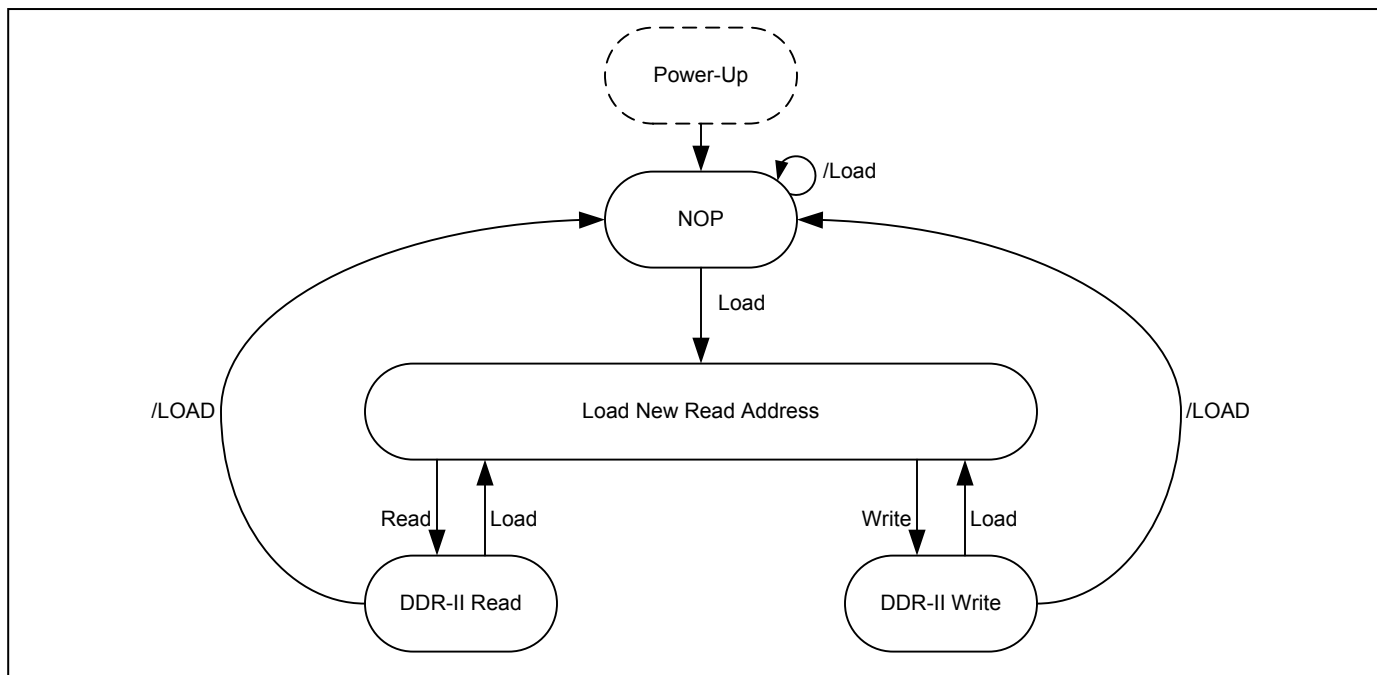 Power-Up
/Load
NOP
Load
/LOAD
Load New Read Address
/LOAD
Read
Load
Write
Load
DDR-II Read
DDR-II Write